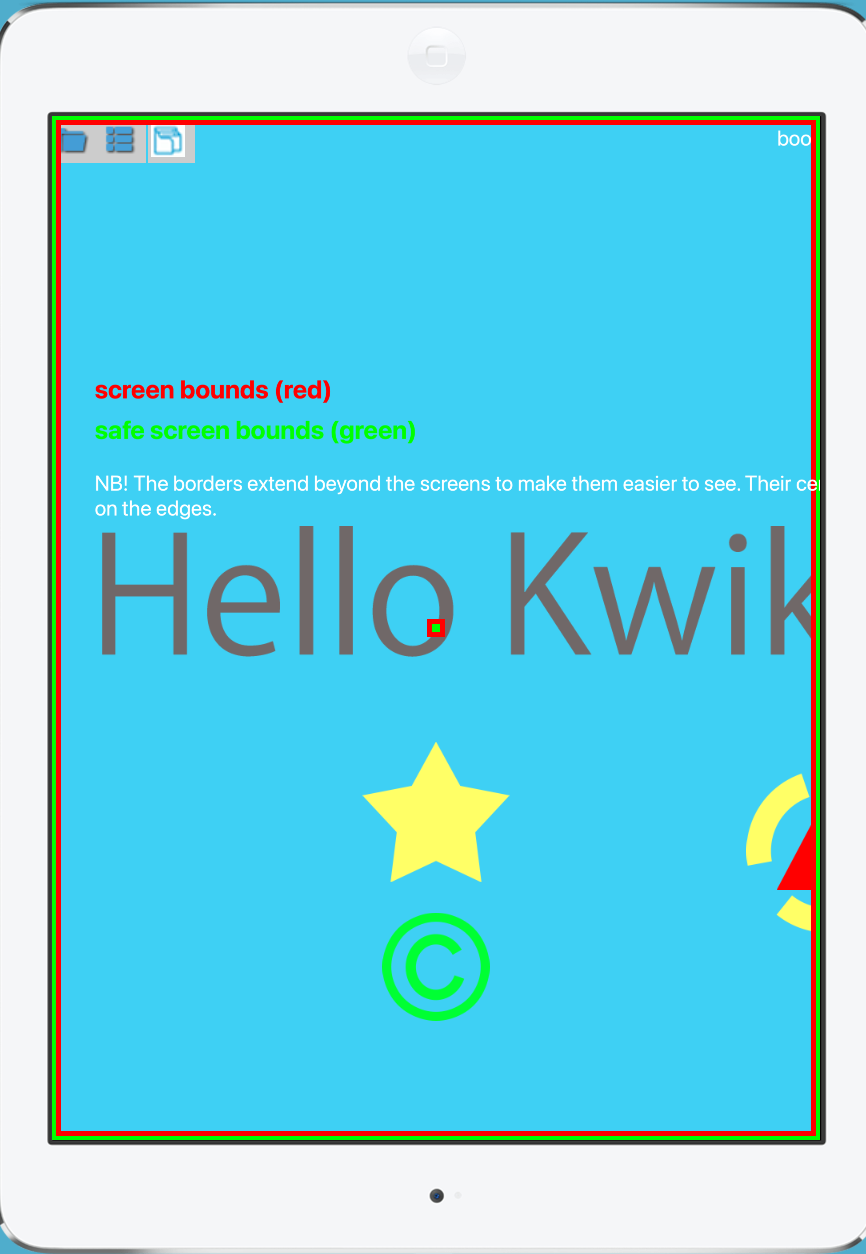 boo
screen bounds (red)
safe screen bounds (green)
NB! The borders extend beyond the screens to make them easier to see. Their ce
on the edges.
Hello Kwik
©